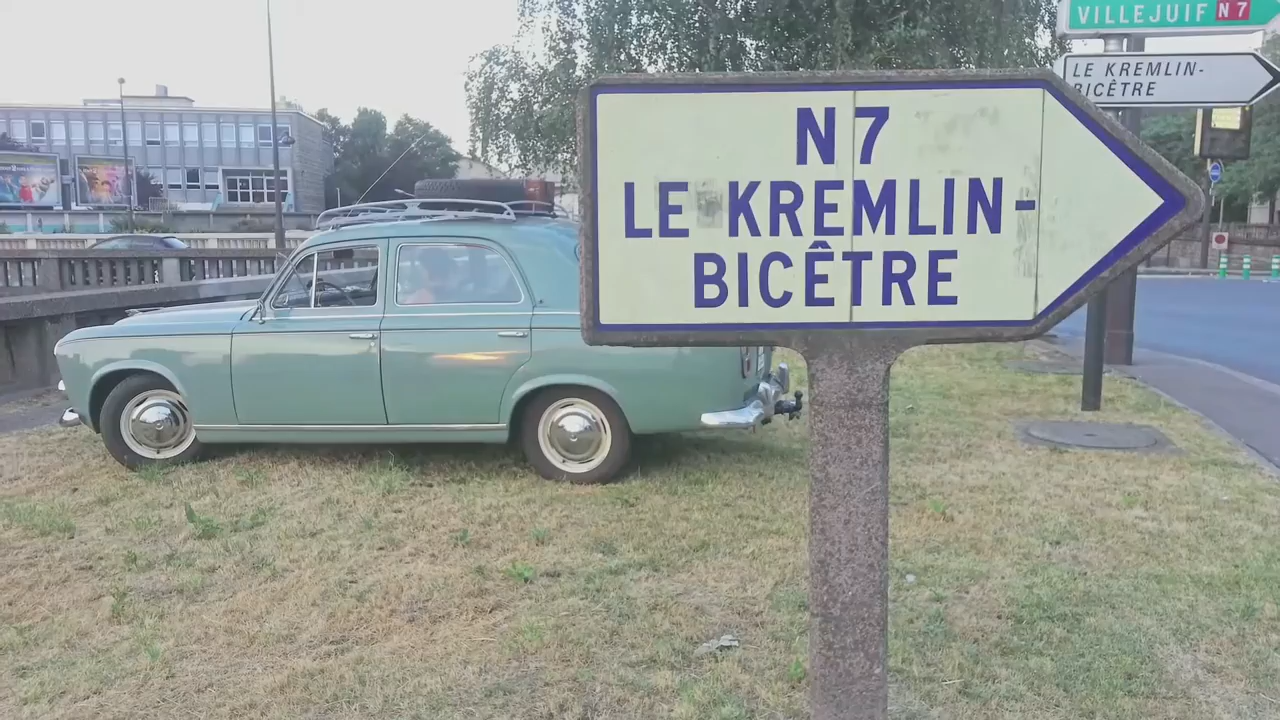 VILLEJUIF N7
LE KREMLIN-
BICÊTRE
N7
LE KREMLIN-
BICÊTRE